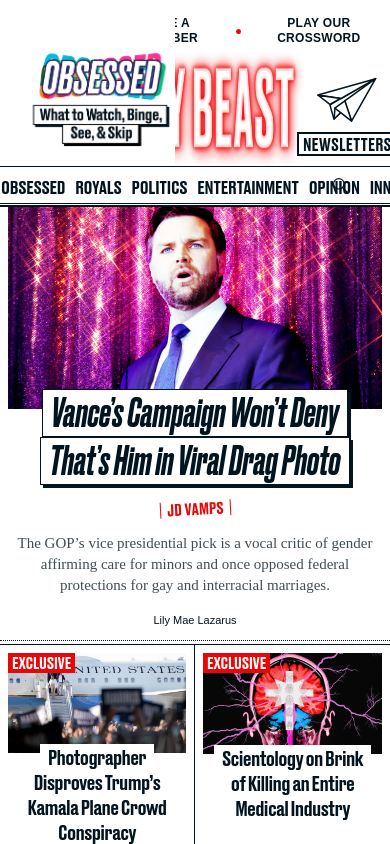 PLAY OUR
CROSSWORD
OBSESSED
What to Watch, Binge,
See, & Skip
Y BEAST
NEWSLETTERS
OBSESSED ROYALS POLITICS ENTERTAINMENT OPINION INN
Vance's Campaign Won't Deny
That's Him in Viral Drag Photo
JD VAMPS
The GOP's vice presidential pick is a vocal critic of gender
affirming care for minors and once opposed federal
protections for gay and interracial marriages.
Lily Mae Lazarus
EXCLUSIVE
UNITED STATES
Photographer
Disproves Trump's
Kamala Plane Crowd
Conspiracy
EXCLUSIVE
Scientology on Brink
of Killing an Entire
Medical Industry